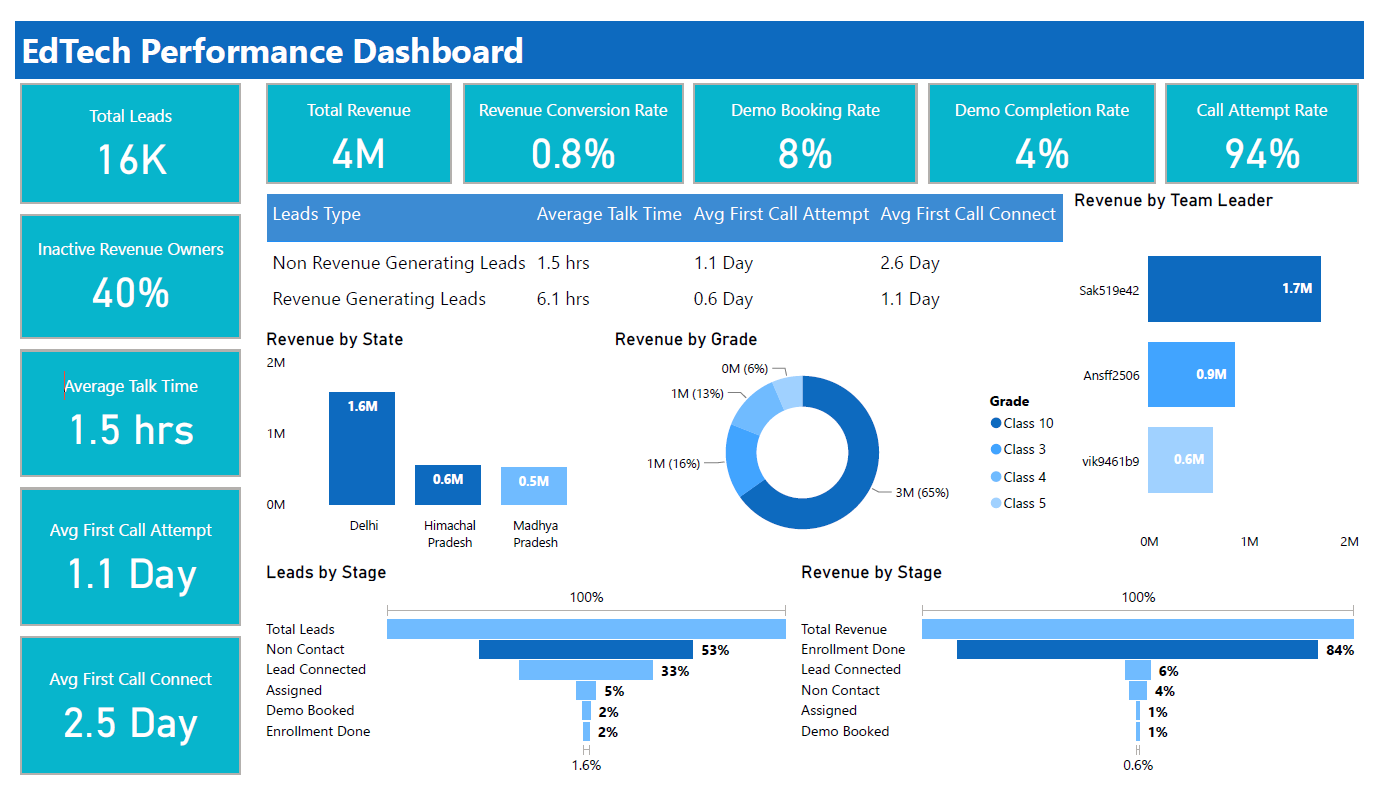 EdTech Performance Dashboard
Total Leads
16K
Inactive Revenue Owners
40%
Average Talk Time
1.5 hrs
Avg First Call Attempt
1.1 Day
Avg First Call Connect
2.5 Day
Total Revenue
4M
Revenue Conversion Rate
0.8%
Demo Booking Rate
8%
Demo Completion Rate
4%
Call Attempt Rate
94%
Leads Type Average Talk Time Avg First Call Attempt Avg First Call Connect
Non Revenue Generating Leads 1.5 hrs 1.1 Day 2.6 Day
Revenue Generating Leads 6.1 hrs 0.6 Day 1.1 Day
Revenue by Team Leader
Sak519e42 1.7M
Ansff2506 0.9M
vik9461b9 0.6M
0M 1M 2M
Revenue by State
2M
1M
0M
1.6M
0.6M
0.5M
Delhi
Himachal
Pradesh
Madhya
Pradesh
Revenue by Grade
0M (6%)
1M (13%)
1M (16%)
3M (65%)
Grade
Class 10
Class 3
Class 4
Class 5
Leads by Stage
100%
Total Leads
Non Contact 53%
Lead Connected 33%
Assigned 5%
Demo Booked 2%
Enrollment Done 2%
1.6%
Revenue by Stage
100%
Total Revenue
Enrollment Done 84%
Lead Connected 6%
Non Contact 4%
Assigned 1%
Demo Booked 1%
0.6%